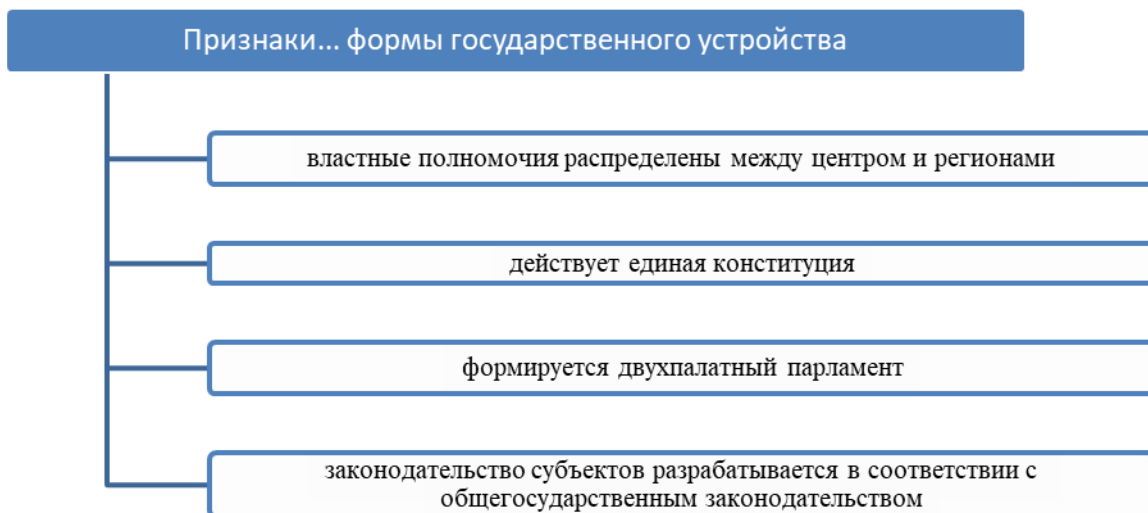 Признаки... формы государственного устройства
властные полномочия распределены между центром и регионами
действует единая конституция
формируется двухпалатный парламент
законодательство субъектов разрабатывается в соответствии с
общегосударственным законодательством